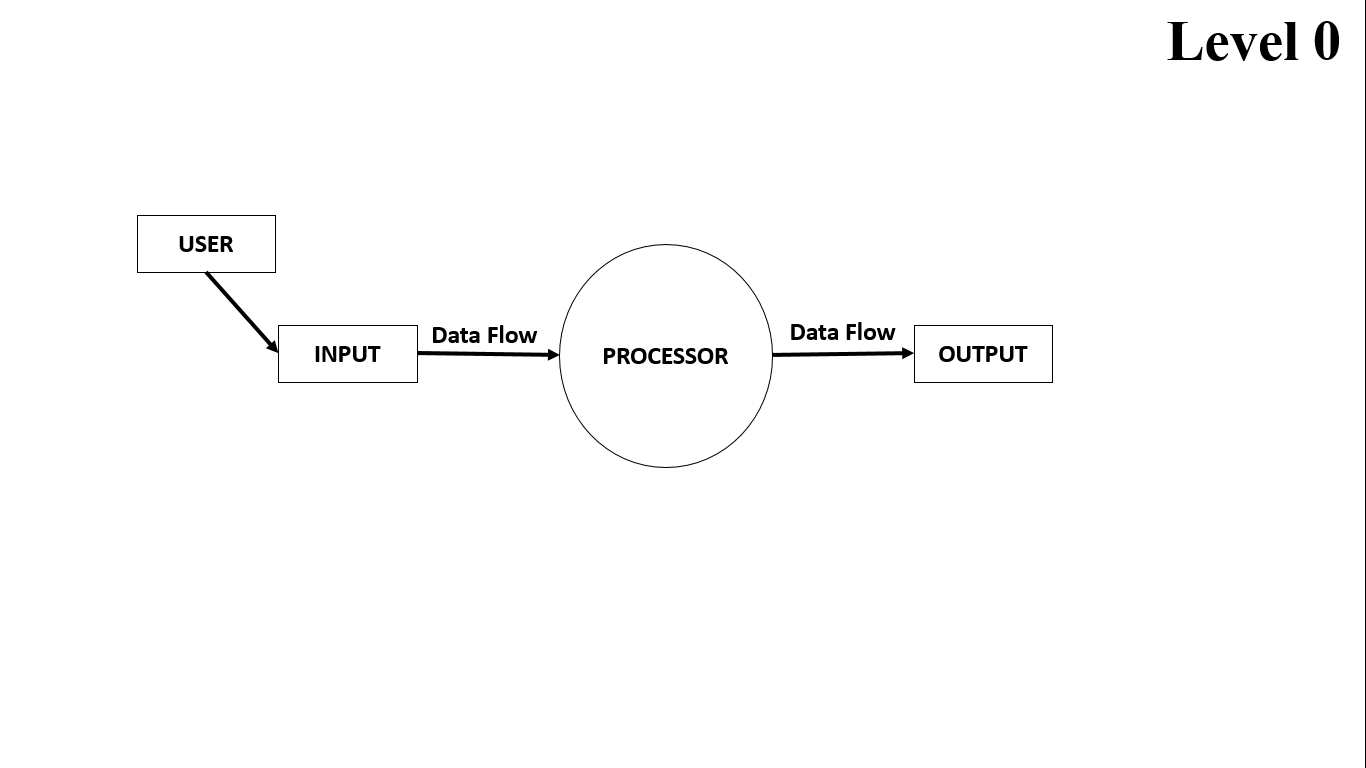 Level 0
USER
INPUT
Data Flow
PROCESSOR
Data Flow
OUTPUT